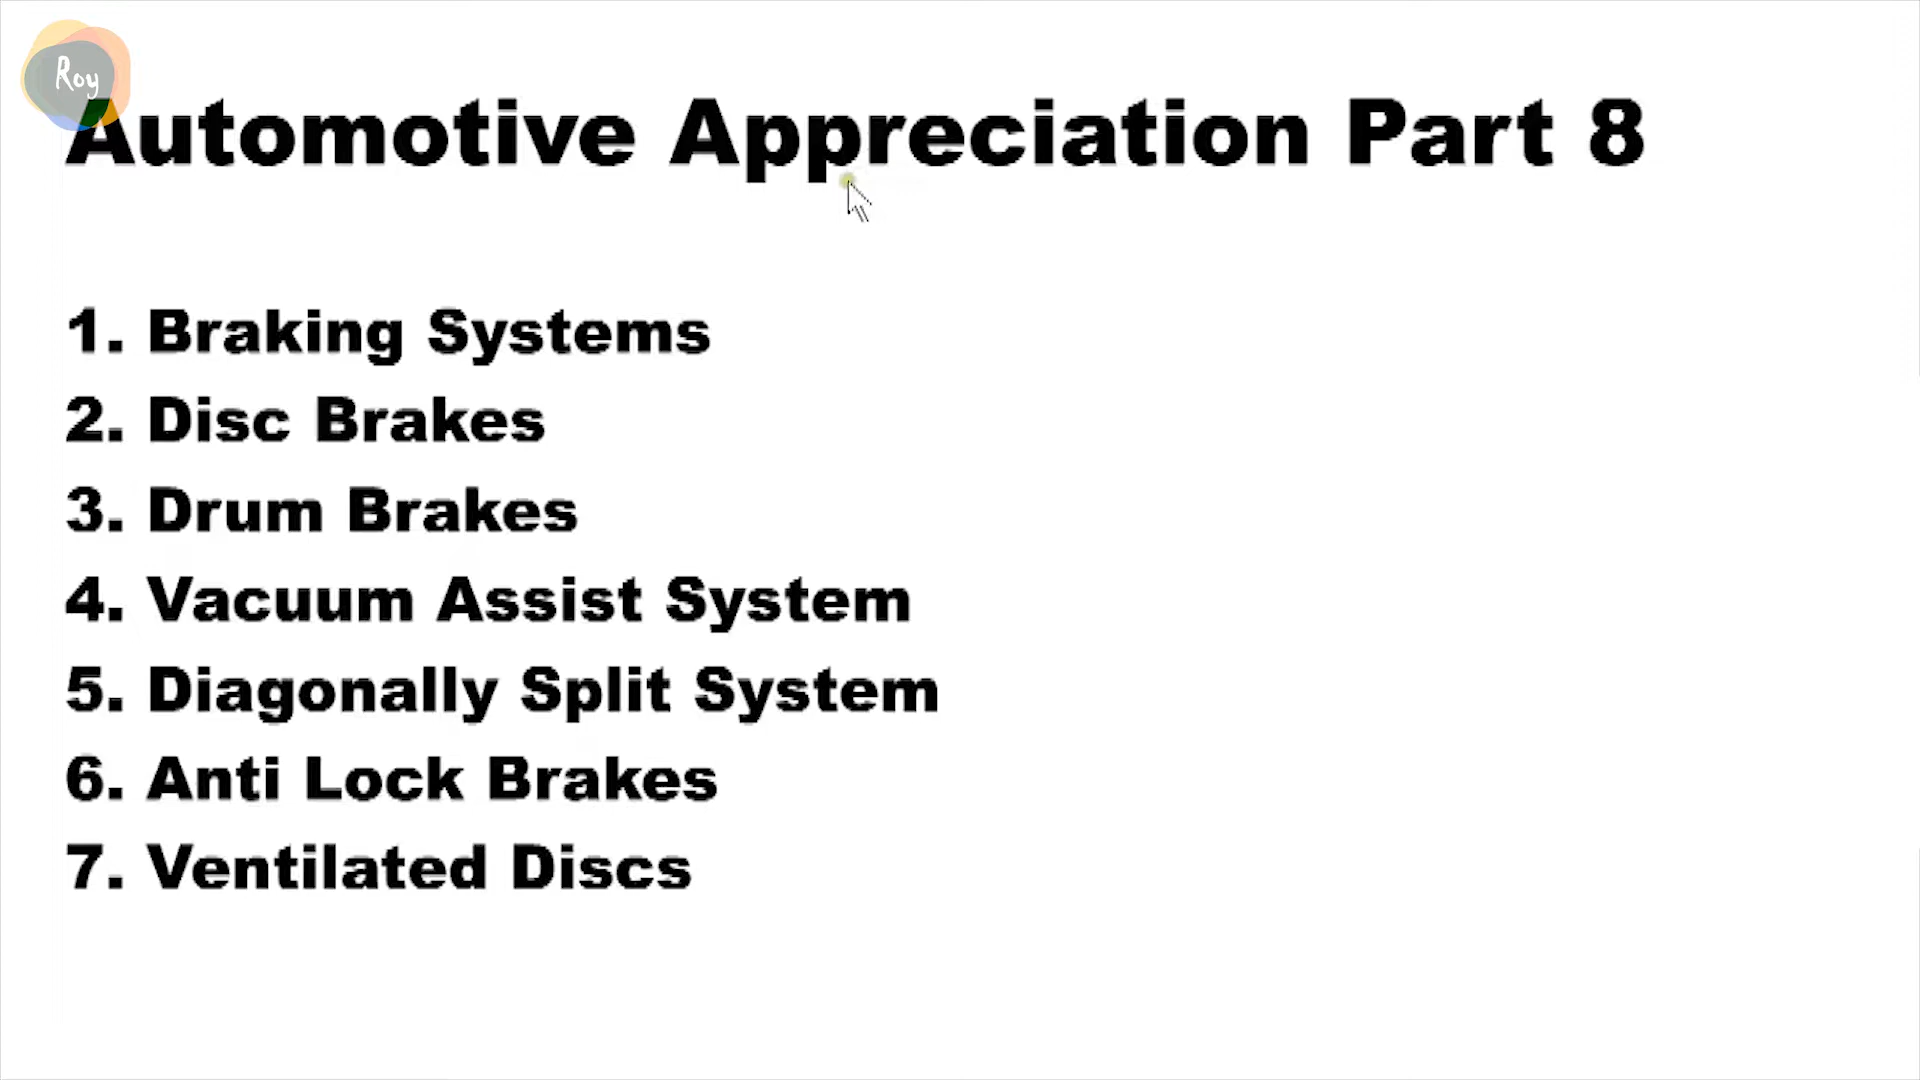 Roy
Automotive Appreciation Part 8
1. Braking Systems
2. Disc Brakes
3. Drum Brakes
4. Vacuum Assist System
5. Diagonally Split System
6. Anti Lock Brakes
7. Ventilated Discs